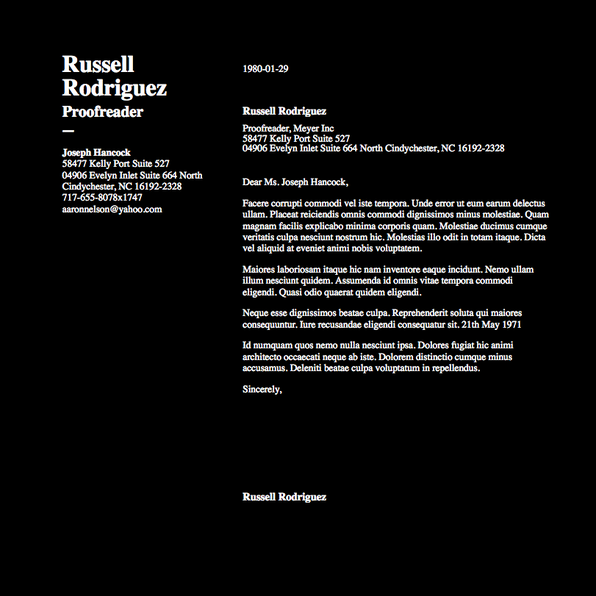 Russell
Rodriguez
Proofreader
—
Joseph Hancock
58477 Kelly Port Suite 527
04906 Evelyn Inlet Suite 664 North
Cindychester, NC 16192-2328
717-655-8078x1747
aaronnelson@yahoo.com
1980-01-29
Russell Rodriguez
Proofreader, Meyer Inc
58477 Kelly Port Suite 527
04906 Evelyn Inlet Suite 664 North Cindychester, NC 16192-2328
Dear Ms. Joseph Hancock,
Facere corrupti commodi vel iste tempora. Unde error ut eum earum delectus
ullam. Placeat reiciendis omnis commodi dignissimos minus molestiae. Quam
magnam facilis explicabo minima corporis quam. Molestiae ducimus cumque
veritatis culpa nesciunt nostrum hic. Molestias illo odit in totam itaque. Dicta
vel aliquid at eveniet animi nobis voluptatem.
Maiores laboriosam itaque hic nam inventore eaque incidunt. Nemo ullam
illum nesciunt quidem. Assumenda id omnis vitae tempora commodi
eligendi. Quasi odio quaerat quidem eligendi.
Neque esse dignissimos beatae culpa. Reprehenderit soluta qui maiores
consequuntur. Iure recusandae eligendi consequatur sit. 21th May 1971
Id numquam quos nemo nulla nesciunt ipsa. Dolores fugiat hic animi
architecto occaecati neque ab iste. Dolorem distinctio cumque minus
accusamus. Deleniti beatae culpa voluptatum in repellendus.
Sincerely,
Russell Rodriguez